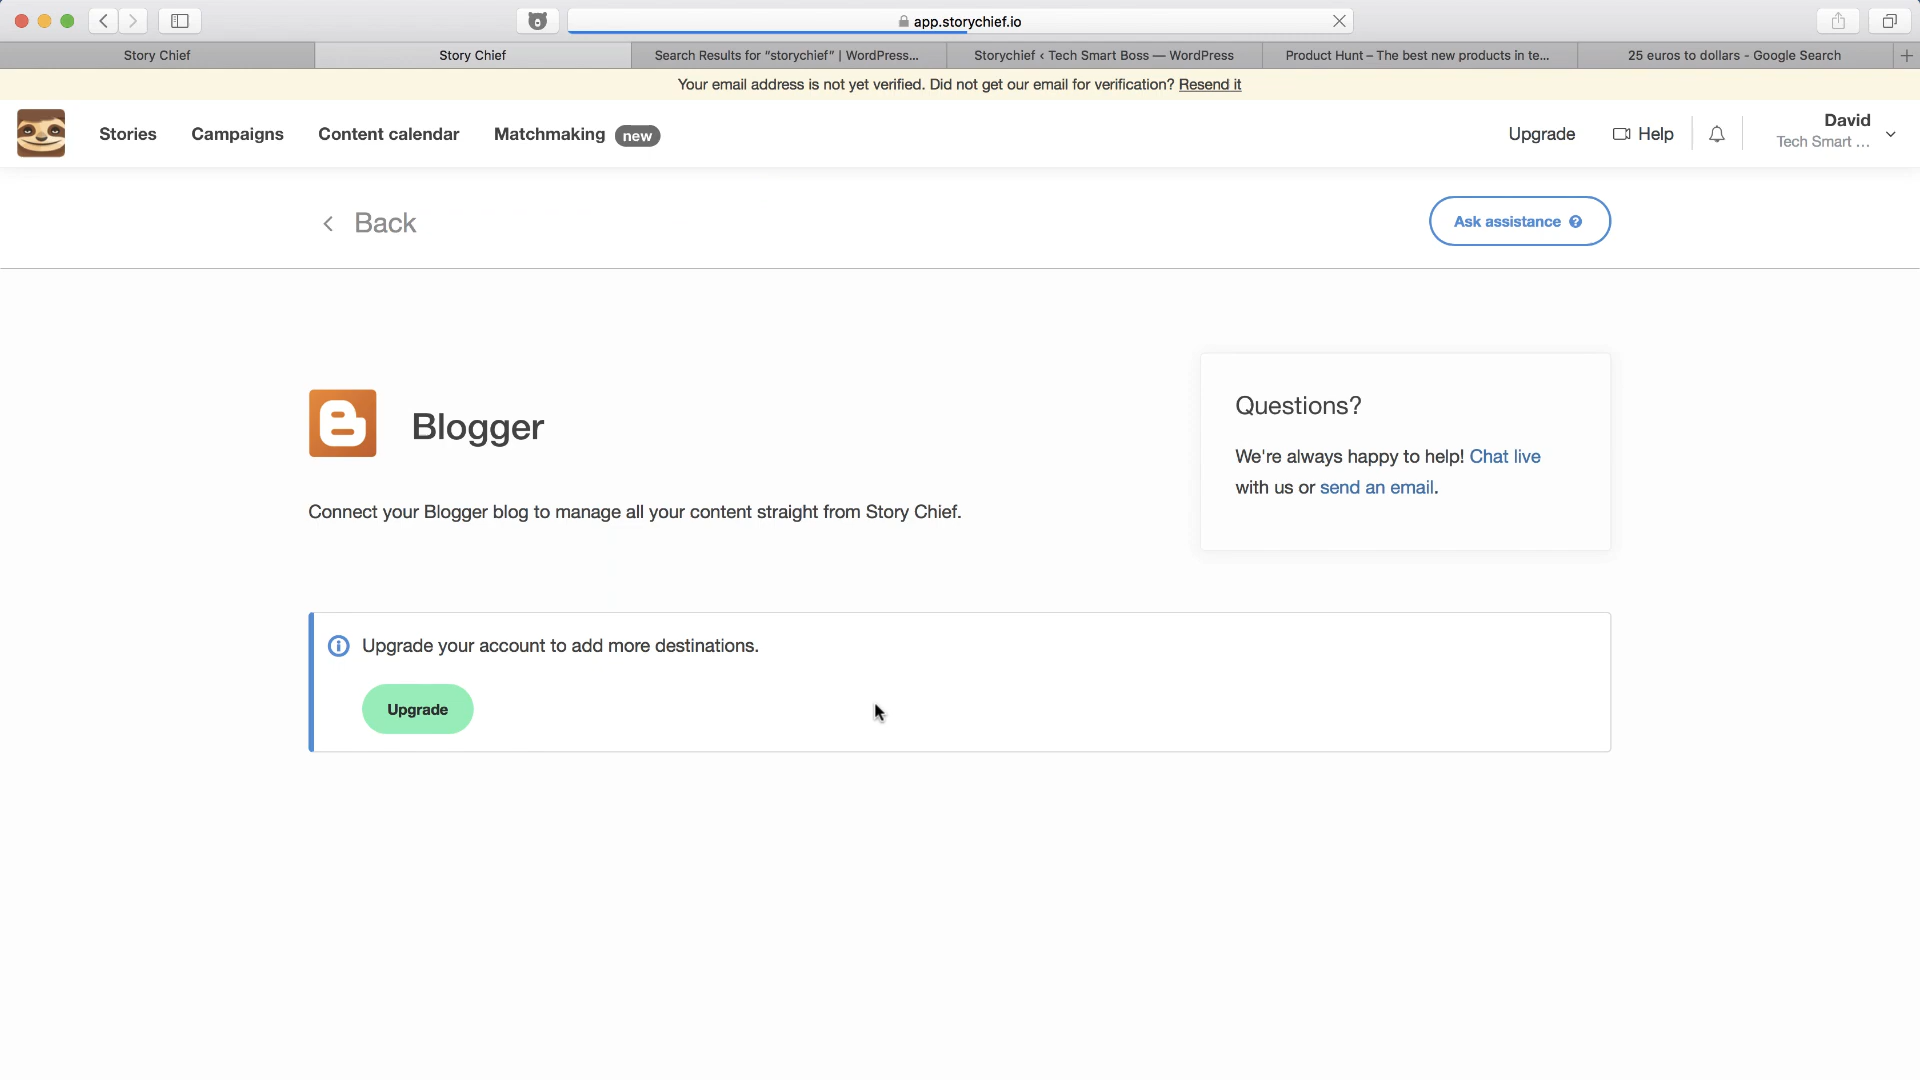 app.storychief.io
Story Chief
Story Chief
Search Results for “storychief” | WordPress...
Storychief ‹ Tech Smart Boss — WordPress
Product Hunt – The best new products in te...
25 euros to dollars - Google Search
Your email address is not yet verified. Did not get our email for verification? Resend it
Stories
Campaigns
Content calendar
Matchmaking new
Upgrade
Help
David
Tech Smart ...
Back
Ask assistance ?
Blogger
Connect your Blogger blog to manage all your content straight from Story Chief.
Questions?
We're always happy to help! Chat live
with us or send an email.
Upgrade your account to add more destinations.
Upgrade